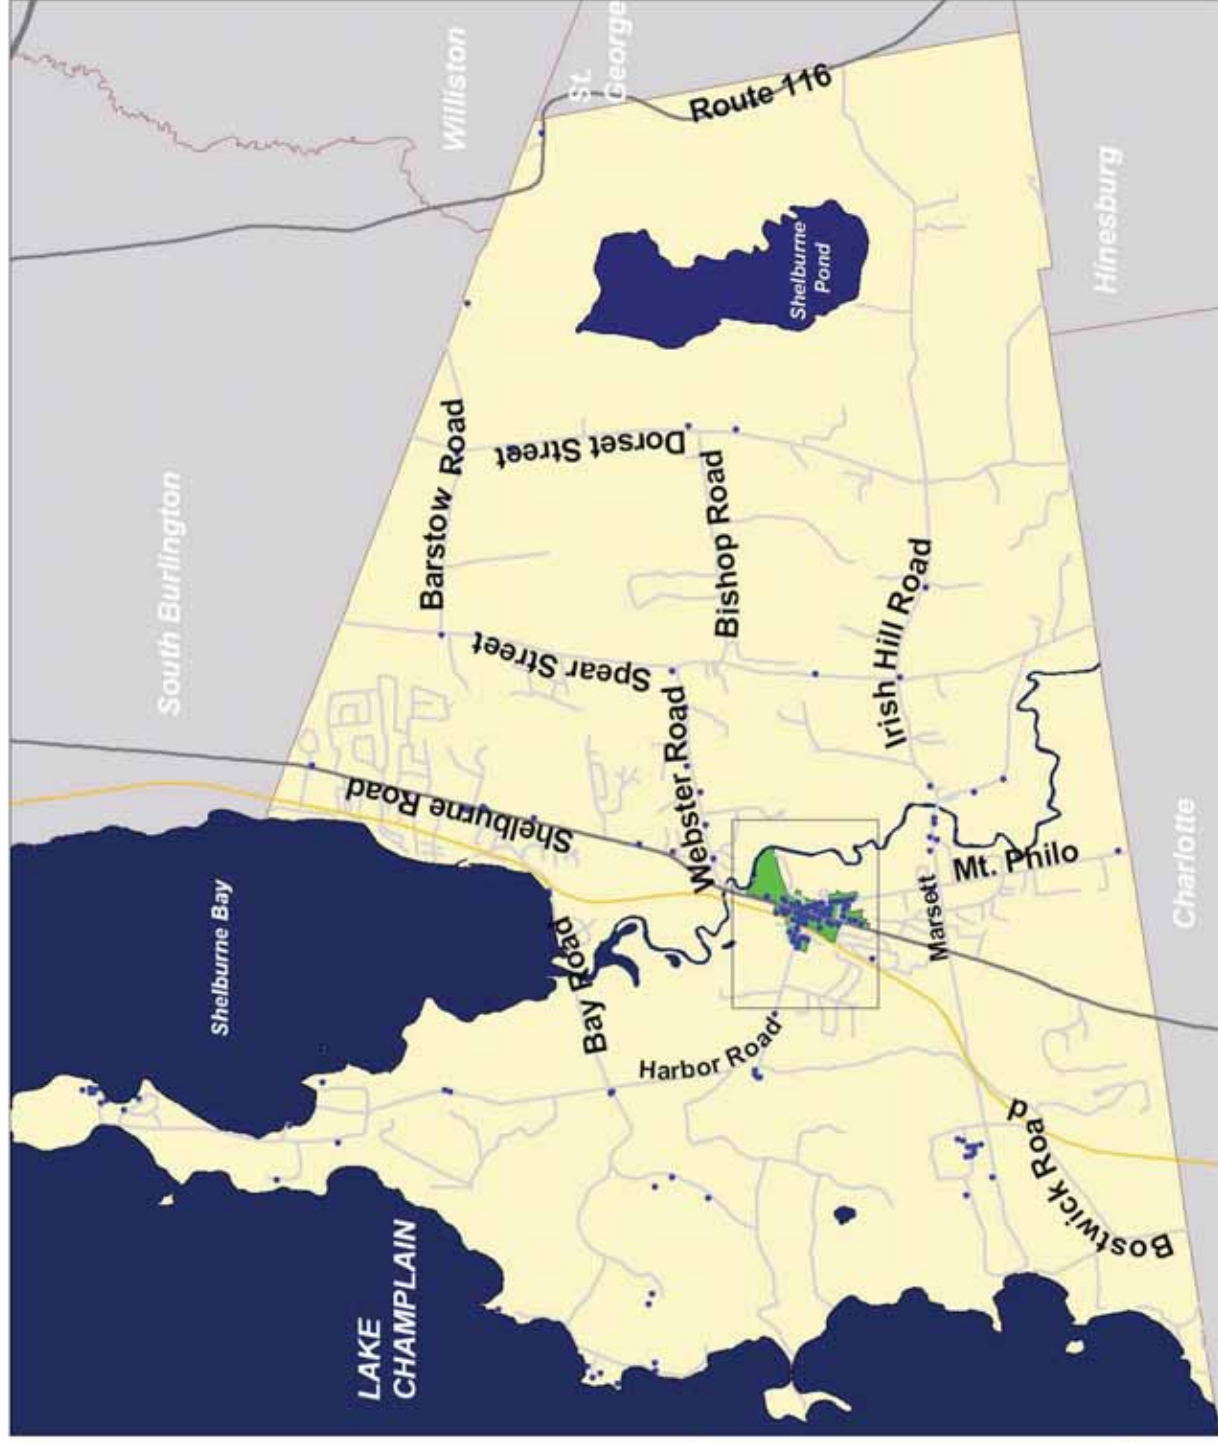 Williston
St.
George
Route 116
South Burlington
Barstow Road
Dorset Street
Shelburne
Pond
Hinesburg
Bishop Road
Spear Street
Irish Hill Road
Shelburne Road
Webster Road
Mt. Philo
Marsett
Charlotte
Shelburne Bay
Bay Road
Harbor Road
Bostwick Road
LAKE
CHAMPLAIN